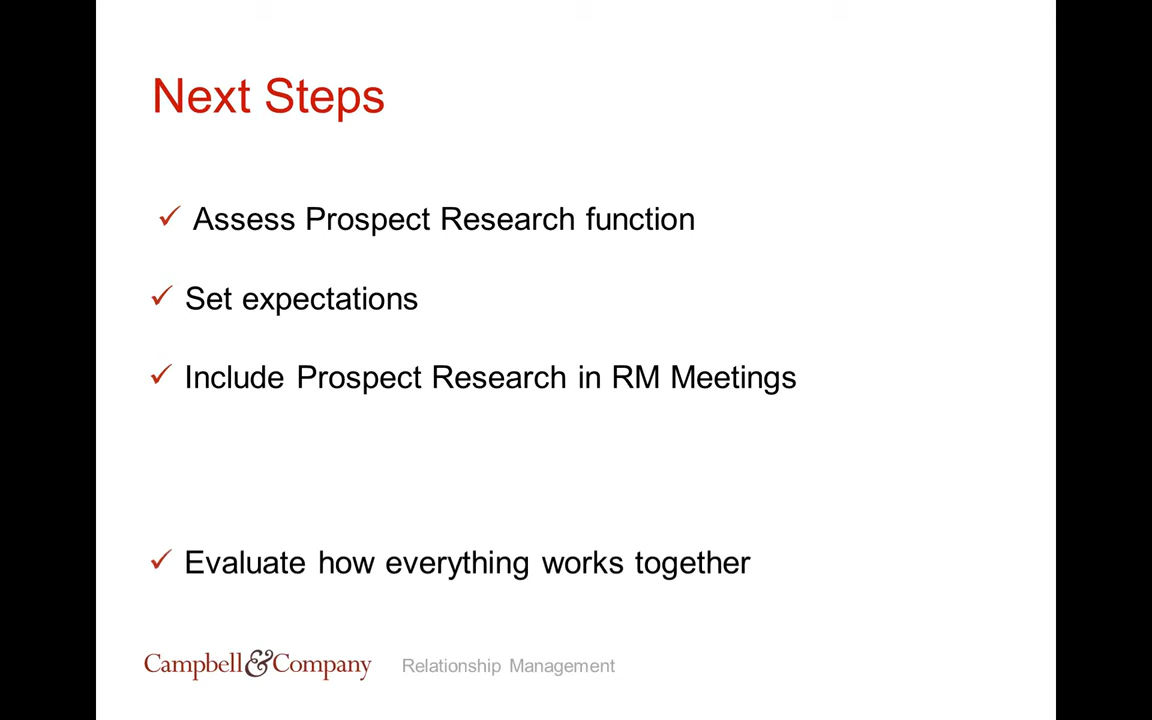 Next Steps
✓ Assess Prospect Research function
✓ Set expectations
✓ Include Prospect Research in RM Meetings
✓ Evaluate how everything works together
Campbell&Company Relationship Management